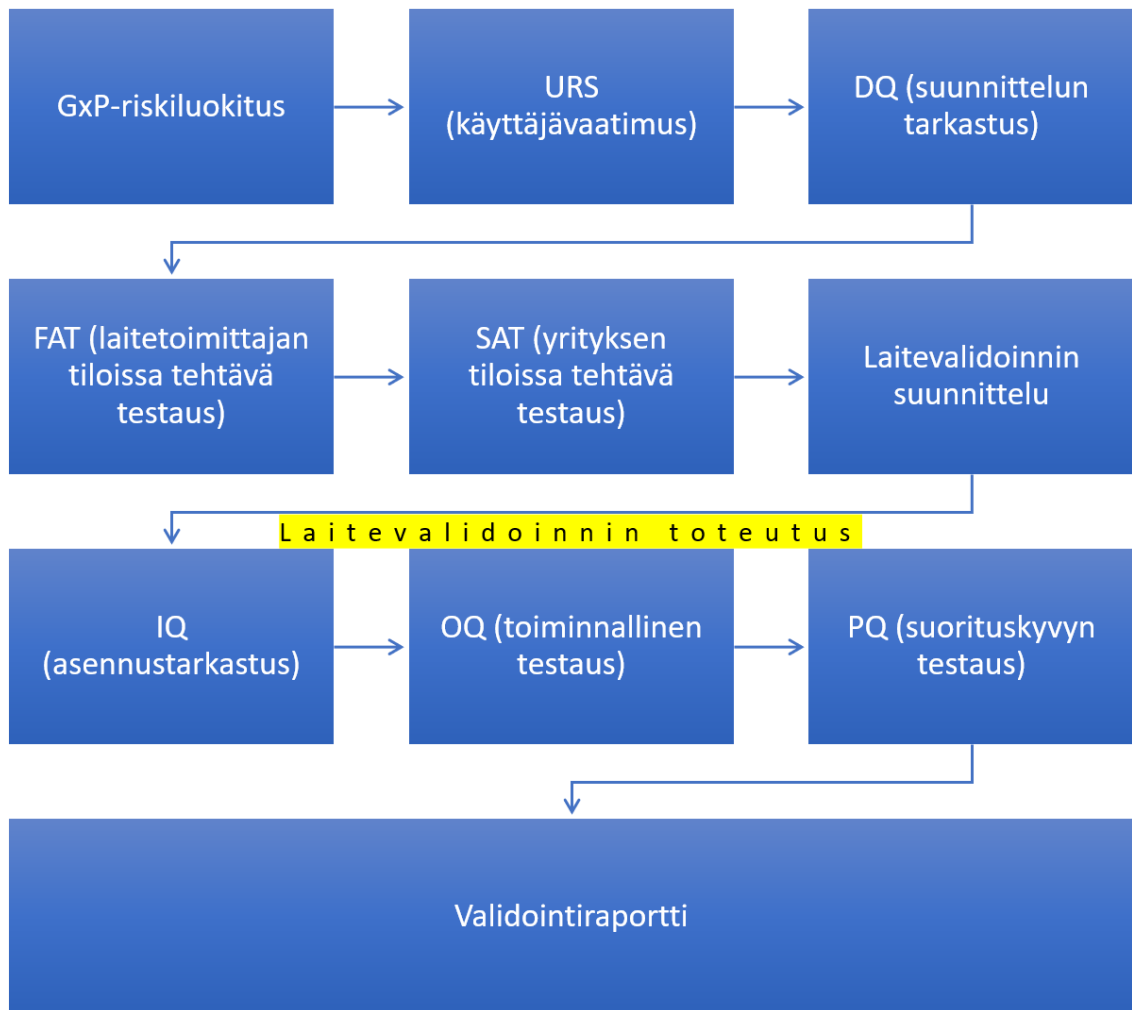 GxP-riskiluokitus
URS
(käyttäjävaatimus)
DQ (suunnittelun
tarkastus)
FAT (laitetoimittajan
tiloissa tehtävä
testaus)
SAT (yrityksen
tiloissa tehtävä
testaus)
Laitevalidoinnin
suunnittelu
Laitevalidoinnin toteutus
IQ
(asennustarkastus)
OQ (toiminnallinen
testaus)
PQ (suorituskyvyn
testaus)
Validointiraportti